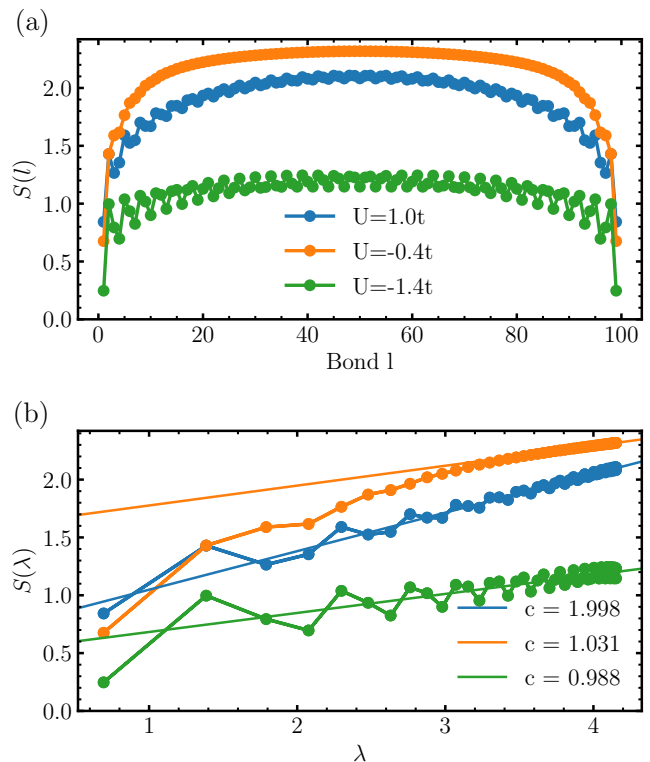 (a)
2.0
1.5
1.0
0.5
0.0
S(l)
U=1.0t
U=-0.4t
U=-1.4t
0 20 40 60 80 100
Bond l
(b)
2.0
1.5
1.0
0.5
0.0
S(λ)
c = 1.998
c = 1.031
c = 0.988
1 2 3 4
λ